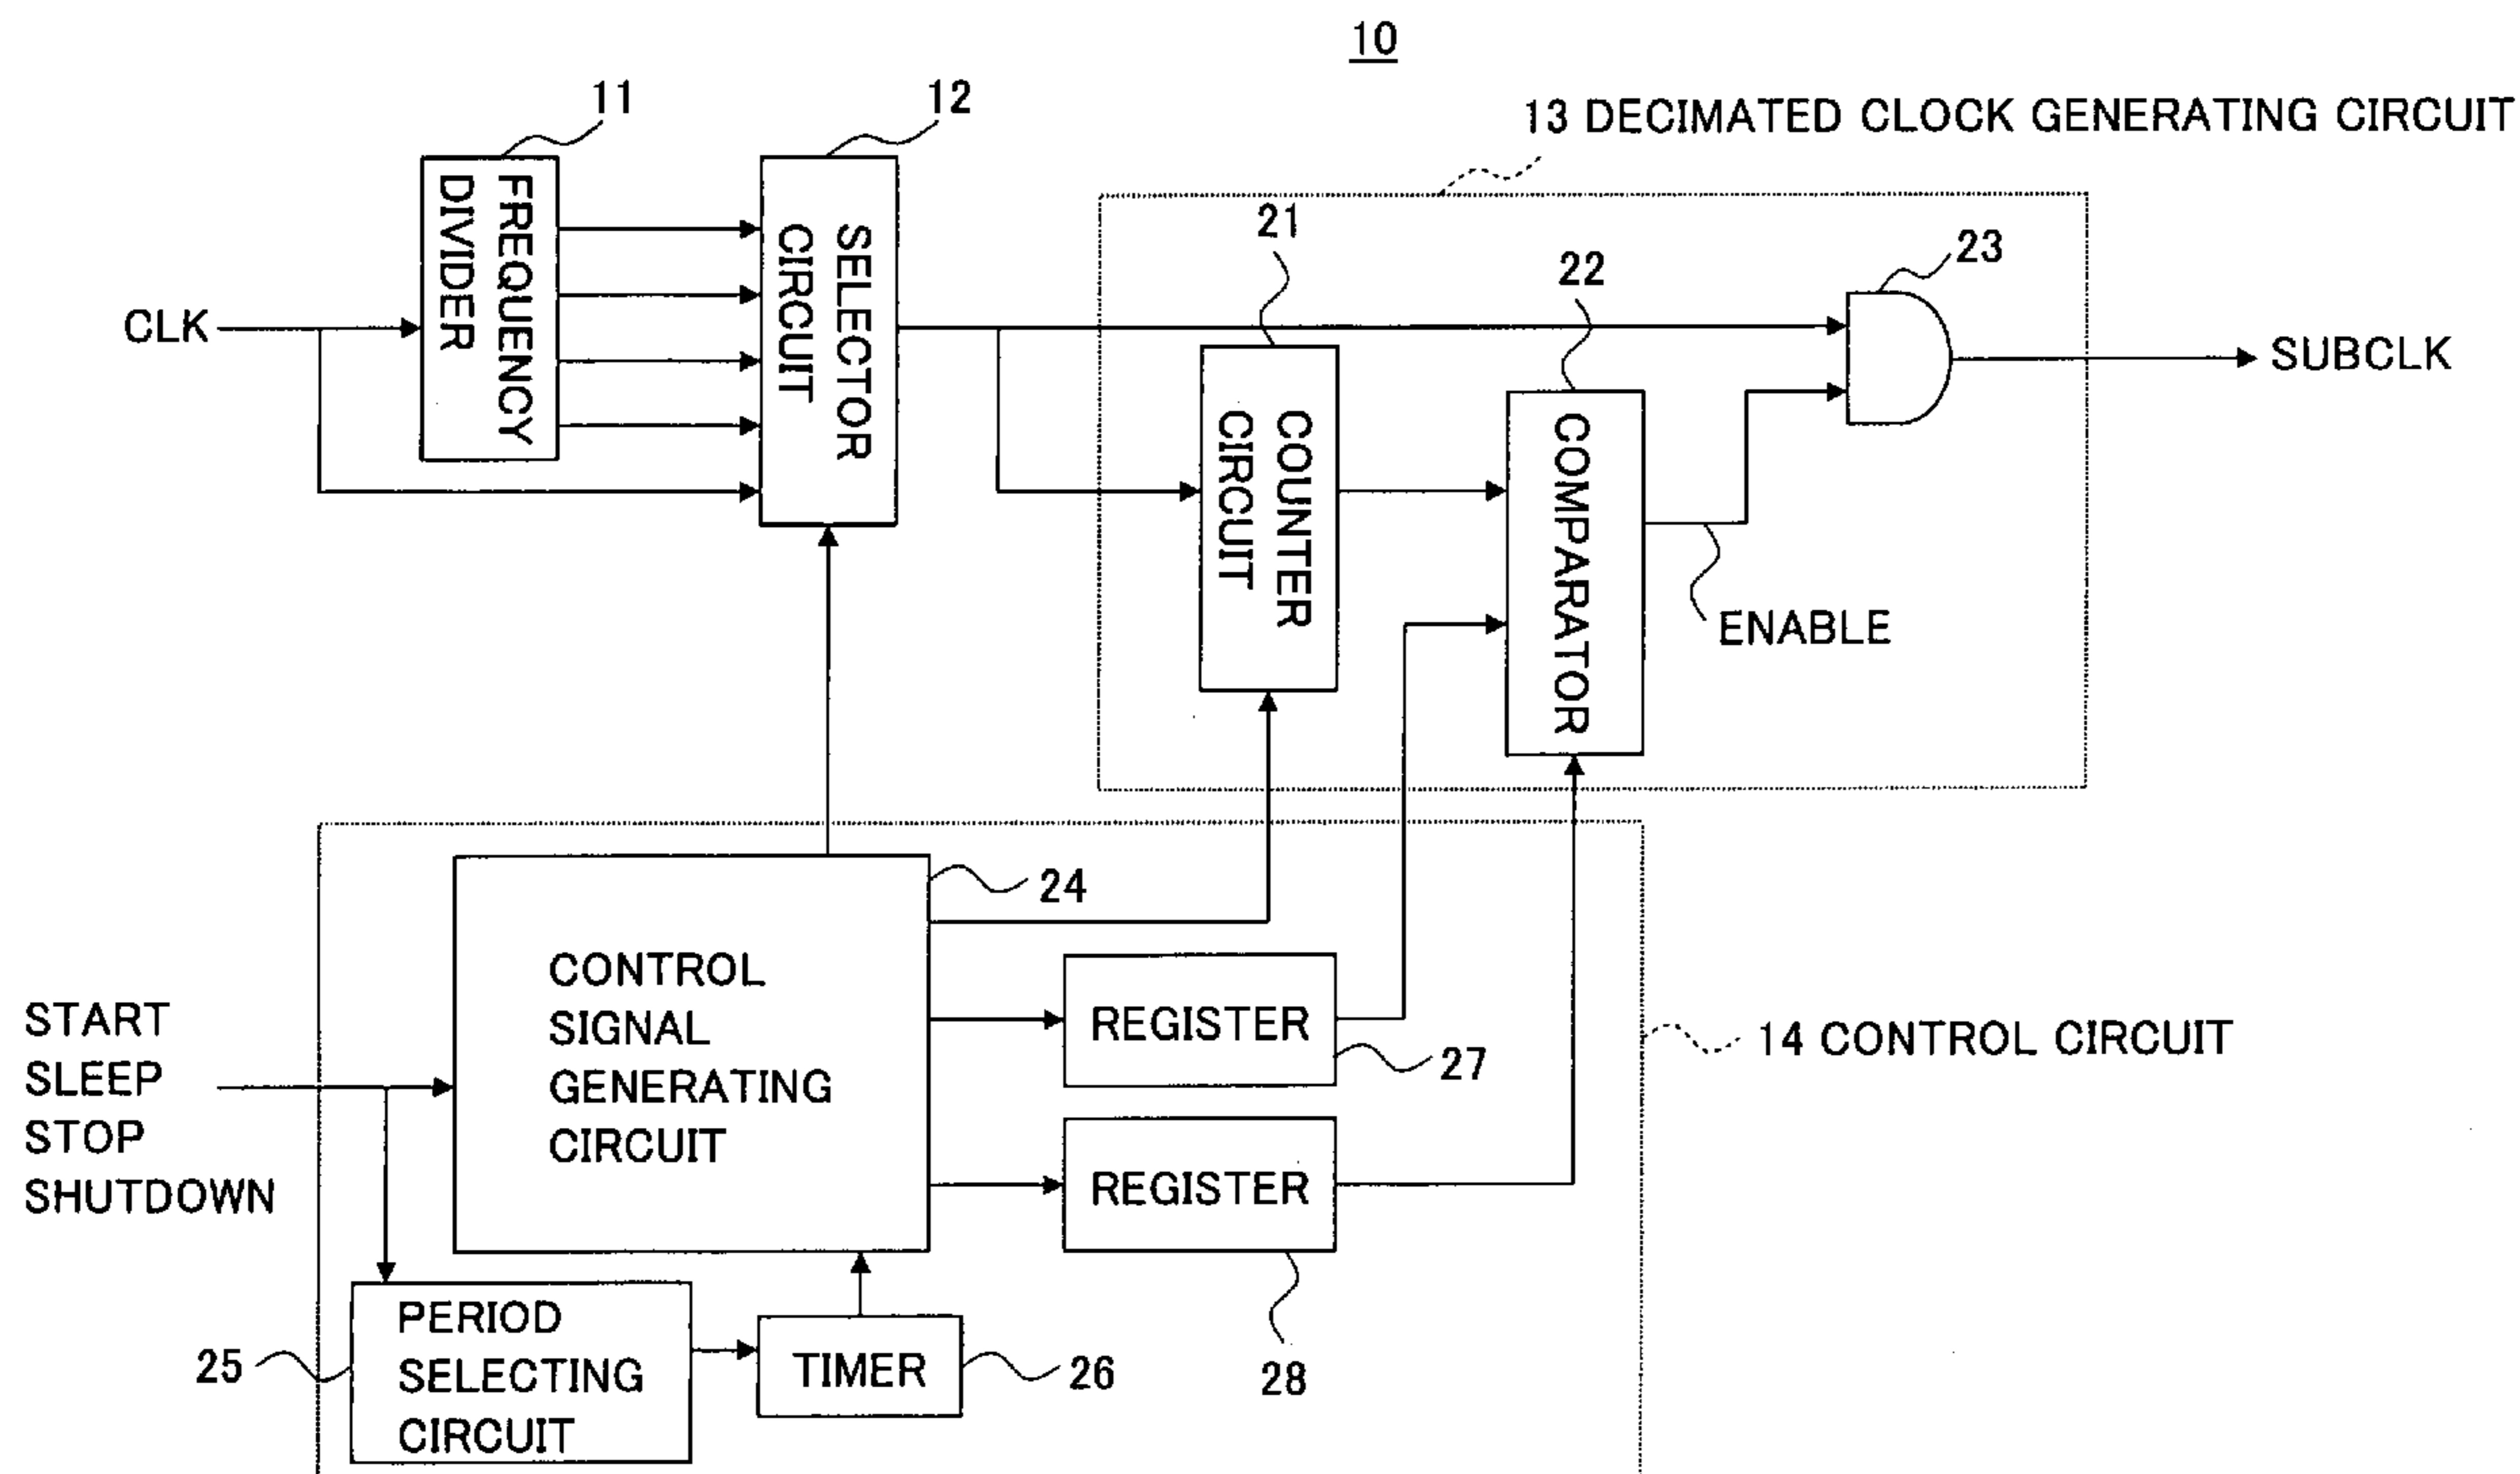 10
11
12
13 DECIMATED CLOCK GENERATING CIRCUIT
FREQUENCY
DIVIDER
SELECTOR
CIRCUIT
21
22
23
CLK
SUBCLK
COUNTER
CIRCUIT
COMPARATOR
ENABLE
24
CONTROL
SIGNAL
GENERATING
CIRCUIT
START
SLEEP
STOP
SHUTDOWN
REGISTER
27
14 CONTROL CIRCUIT
REGISTER
28
PERIOD
SELECTING
CIRCUIT
25
TIMER
26